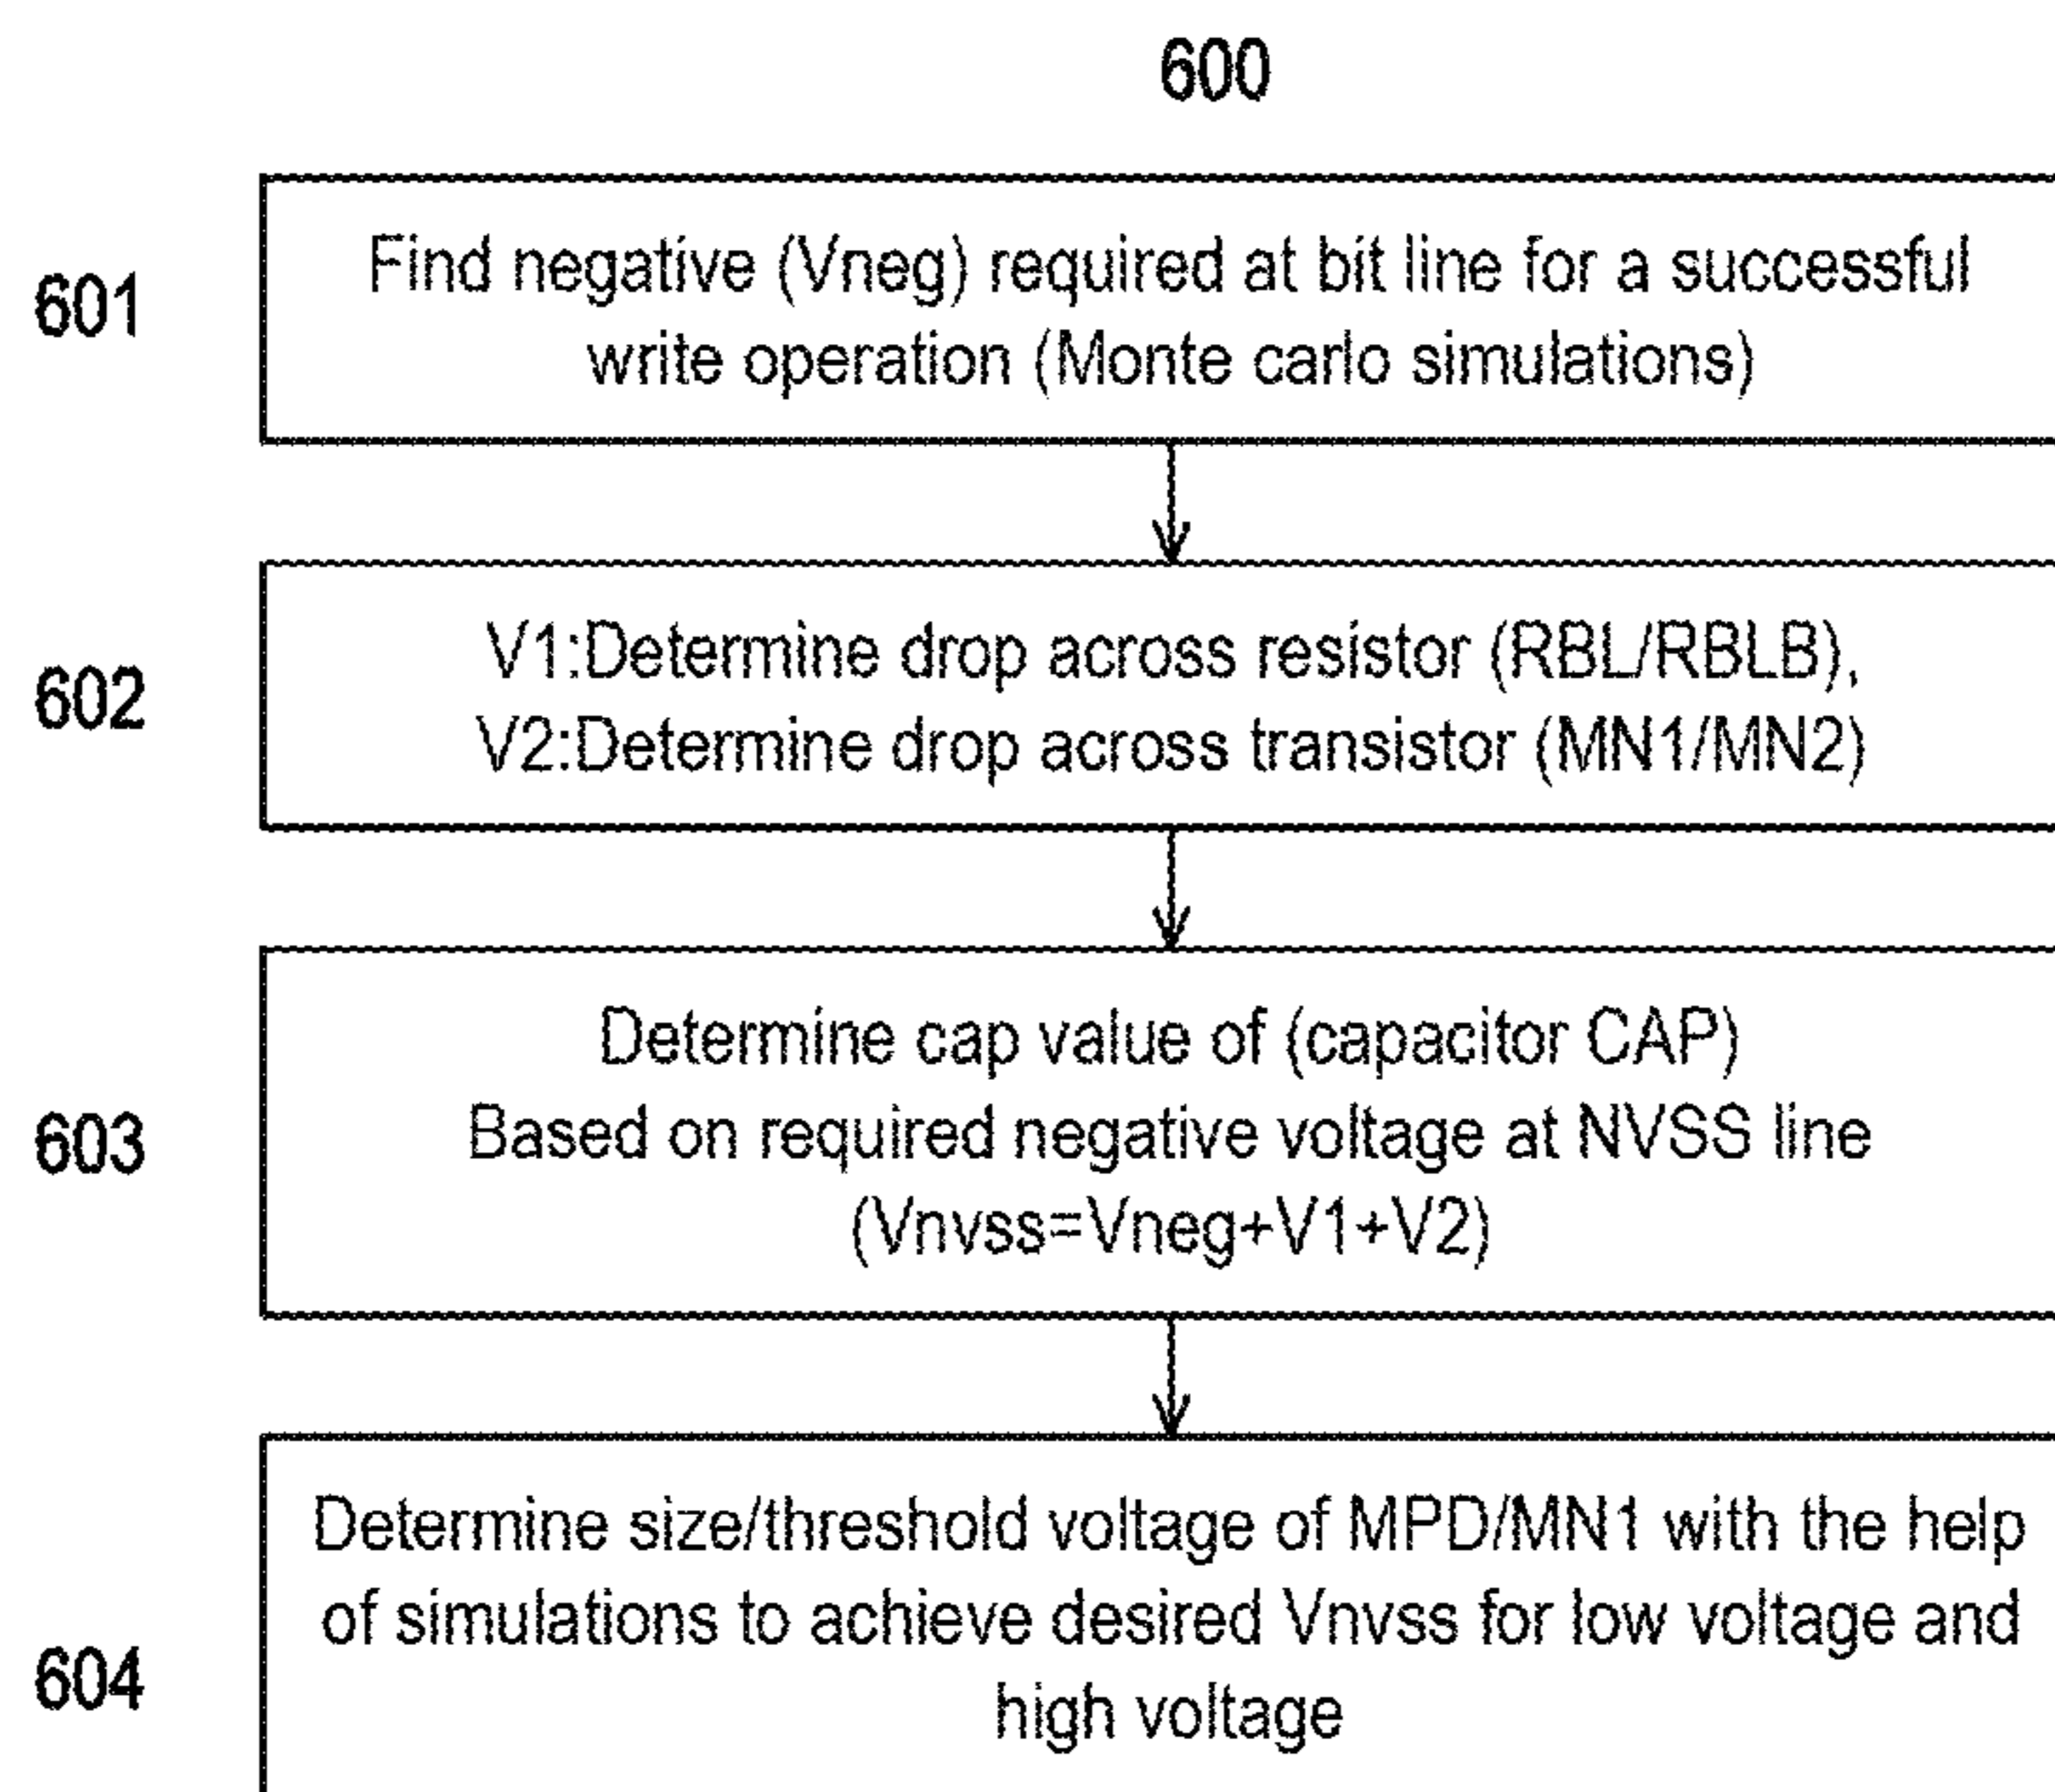 600
601
Find negative (Vneg) required at bit line for a successful
write operation (Monte carlo simulations)
602
V1:Determine drop across resistor (RBL/RBLB),
V2:Determine drop across transistor (MN1/MN2)
603
Determine cap value of (capacitor CAP)
Based on required negative voltage at NVSS line
(Vnvss=Vneg+V1+V2)
604
Determine size/threshold voltage of MPD/MN1 with the help
of simulations to achieve desired Vnvss for low voltage and
high voltage